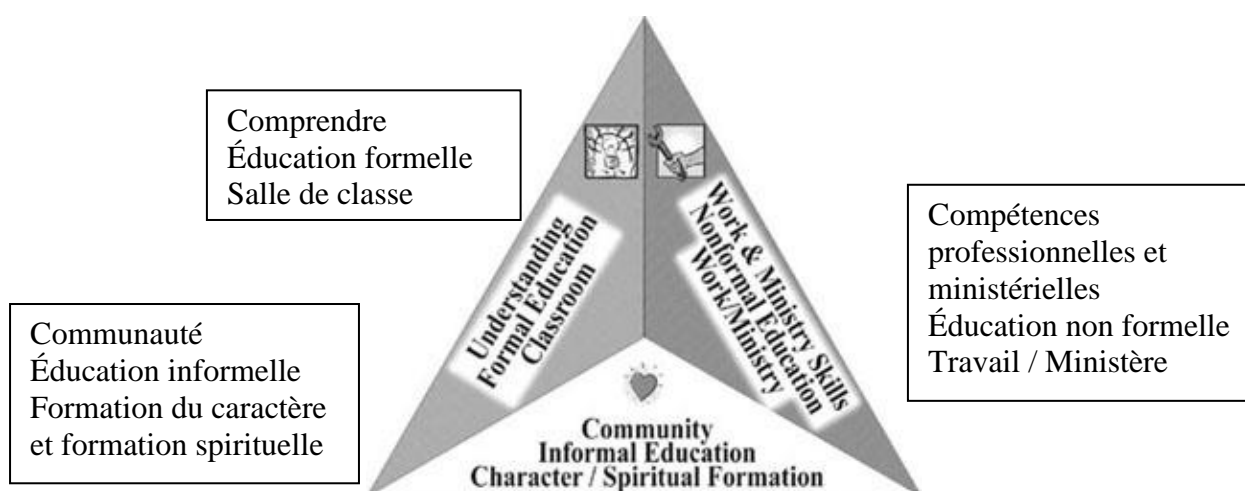 Comprendre
Éducation formelle
Salle de classe
Communauté
Éducation informelle
Formation du caractère
et formation spirituelle
Understanding
Formal Education
Classroom
Work & Ministry Skills
Nonformal Education
Work/Ministry
Community
Informal Education
Character / Spiritual Formation
Compétences
professionnelles et
ministérielles
Éducation non formelle
Travail / Ministère